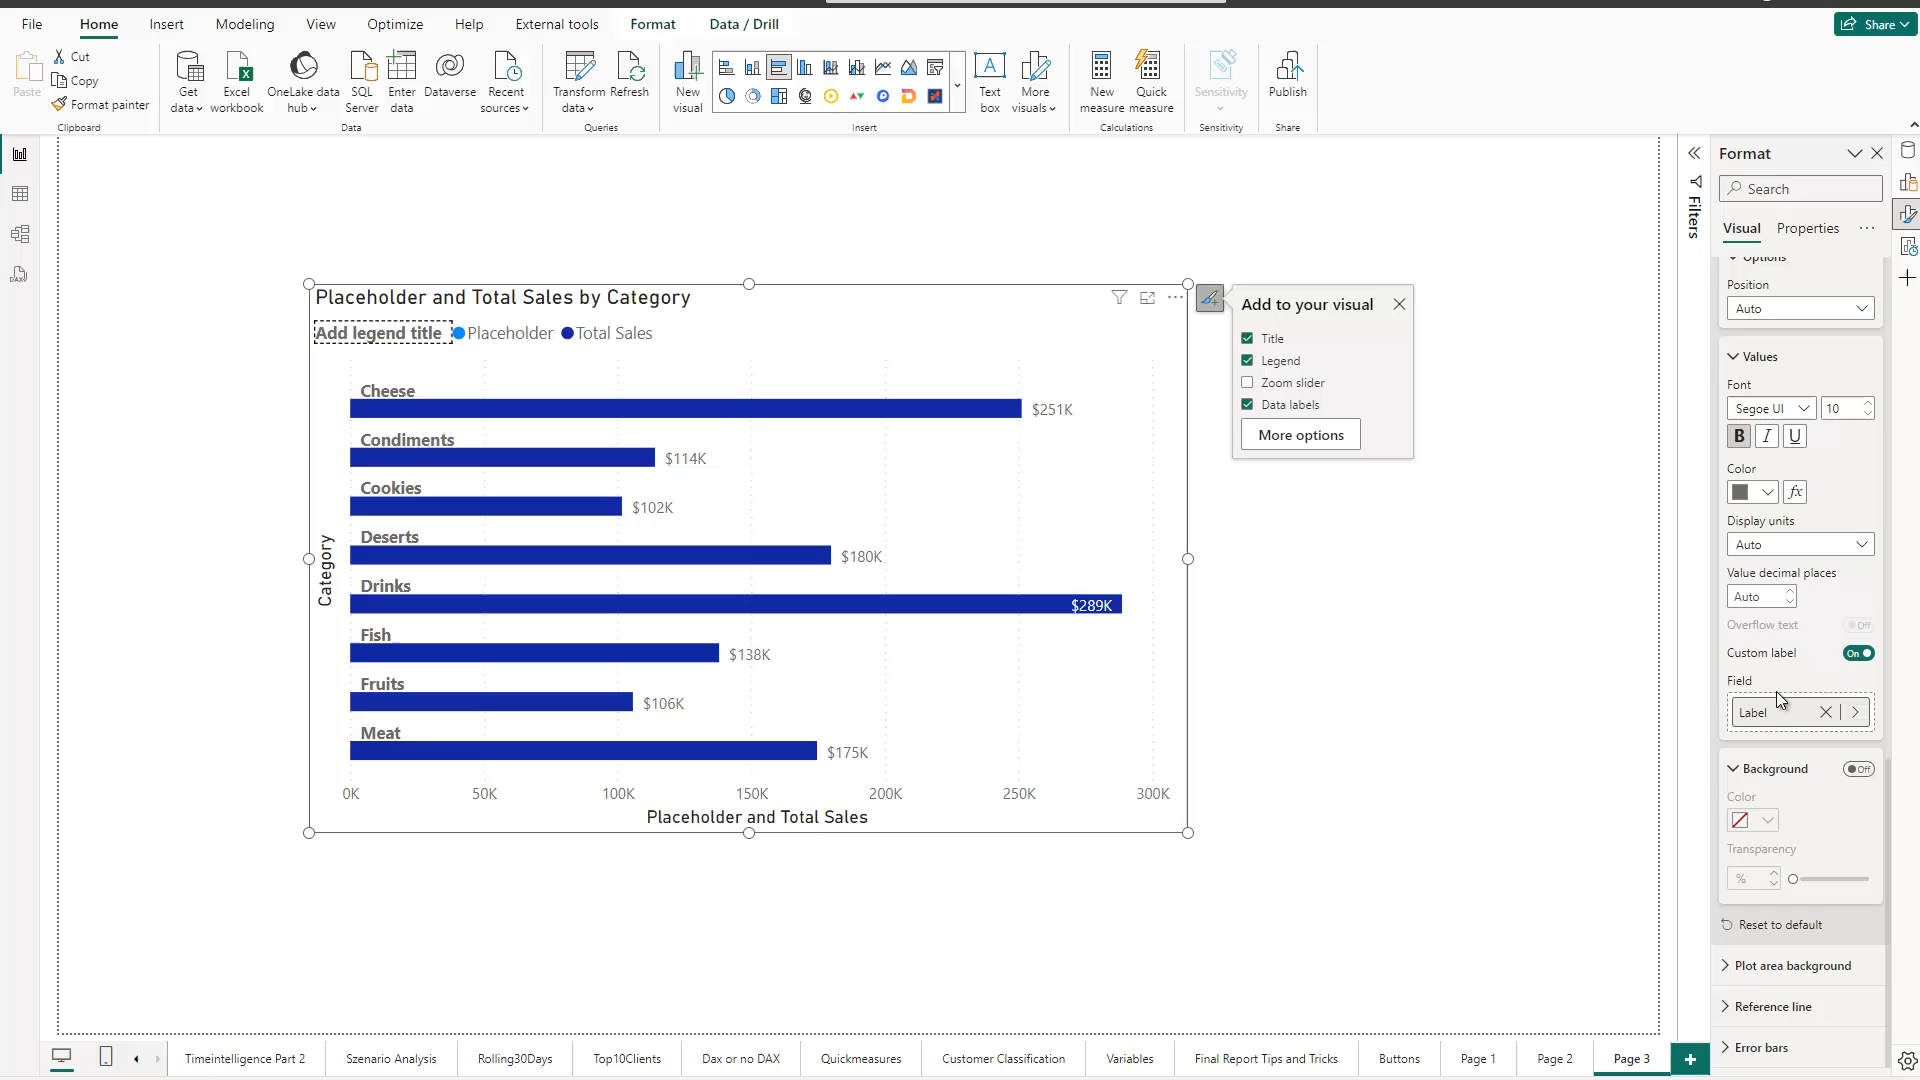 File
Home
Insert
Modeling
View
Optimize
Help
External tools
Format
Data / Drill
Share
Paste
Cut
Copy
Format painter
Clipboard
Get data
Excel workbook
OneLake data hub
SQL Server
Enter data
Dataverse
Recent sources
Data
Transform data
Refresh
Queries
New visual
A
Text box
More visuals
Insert
New measure
Quick measure
Calculations
Sensitivity
Sensitivity
Publish
Share
DAX
Placeholder and Total Sales by Category
Add legend title Placeholder Total Sales
Category
Cheese
$251K
Condiments
$114K
Cookies
$102K
Deserts
$180K
Drinks
$289K
Fish
$138K
Fruits
$106K
Meat
$175K
0K 50K 100K 150K 200K 250K 300K
Placeholder and Total Sales
Add to your visual
Title
Legend
Zoom slider
Data labels
More options
Filters
Format
Search
Visual Properties
Options
Position
Auto
Values
Font
Segoe UI 10
B I U
Color
fx
Display units
Auto
Value decimal places
Auto
Overflow text Off
Custom label On
Field
Label
Background Off
Color
Transparency
%
Reset to default
Plot area background
Reference line
Error bars
Timeintelligence Part 2
Szenario Analysis
Rolling30Days
Top10Clients
Dax or no DAX
Quickmeasures
Customer Classification
Variables
Final Report Tips and Tricks
Buttons
Page 1
Page 2
Page 3